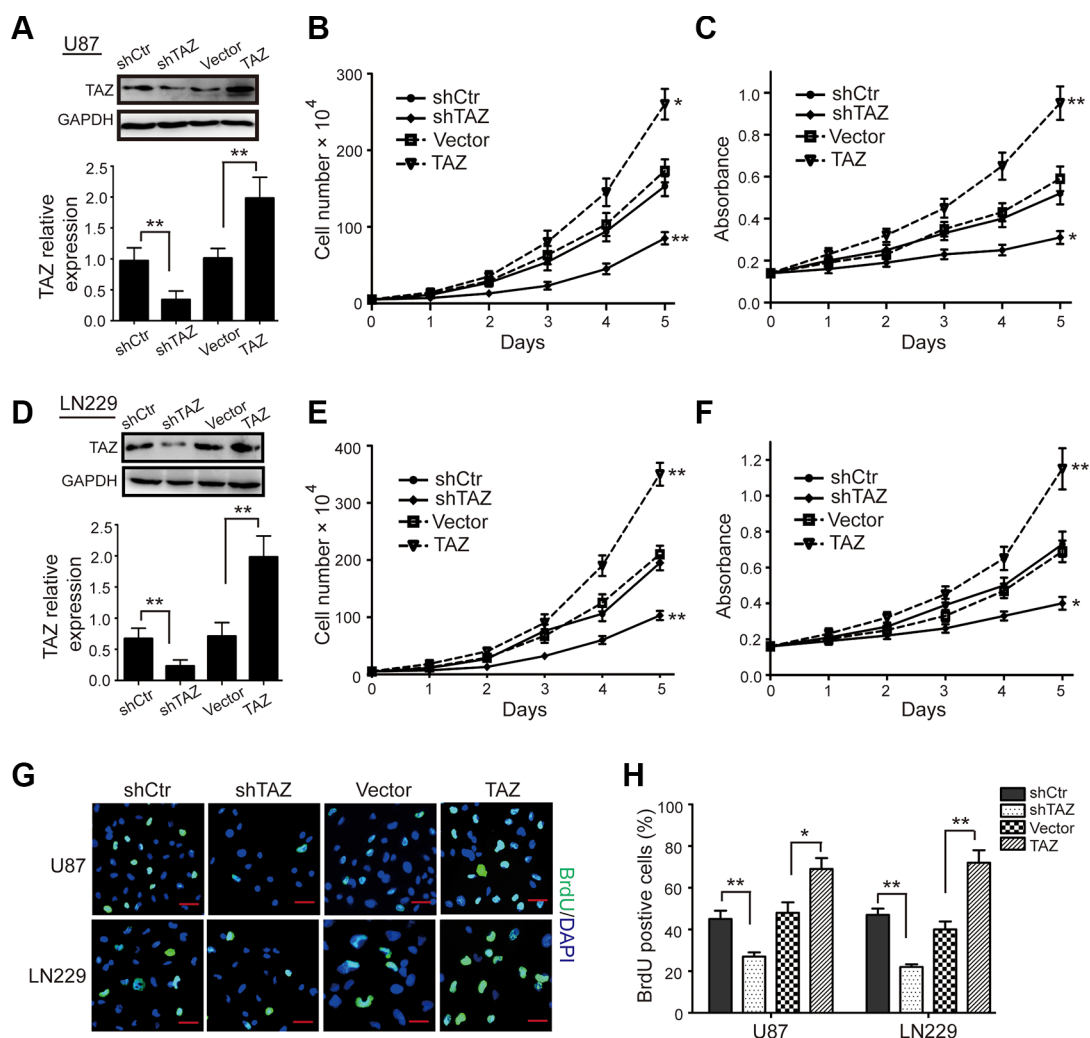 A
U87
shCtr shTAZ Vector TAZ
TAZ
GAPDH
TAZ relative expression
2.5
2.0
1.5
1.0
0.5
0.0
**
**
shCtr shTAZ Vector TAZ
B
Cell number × 10⁴
300
200
100
0
shCtr
shTAZ
Vector
TAZ
*
**
0 1 2 3 4 5
Days
C
Absorbance
1.0
0.8
0.6
0.4
0.2
0
shCtr
shTAZ
Vector
TAZ
**
*
0 1 2 3 4 5
Days
D
LN229
shCtr shTAZ Vector TAZ
TAZ
GAPDH
TAZ relative expression
2.5
2.0
1.5
1.0
0.5
0.0
**
**
shCtr shTAZ Vector TAZ
E
Cell number × 10⁴
400
300
200
100
0
shCtr
shTAZ
Vector
TAZ
**
**
0 1 2 3 4 5
Days
F
Absorbance
1.2
1.0
0.8
0.6
0.4
0.2
0
shCtr
shTAZ
Vector
TAZ
**
*
0 1 2 3 4 5
Days
G
shCtr shTAZ Vector TAZ
U87
LN229
BrdU/DAPI
H
BrdU postive cells (%)
100
80
60
40
20
0
shCtr
shTAZ
Vector
TAZ
**
*
**
**
U87 LN229